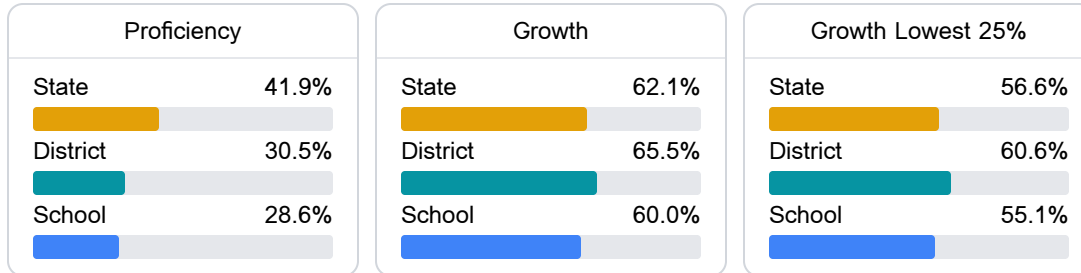 Proficiency
State 41.9%
District 30.5%
School 28.6%
Growth
State 62.1%
District 65.5%
School 60.0%
Growth Lowest 25%
State 56.6%
District 60.6%
School 55.1%